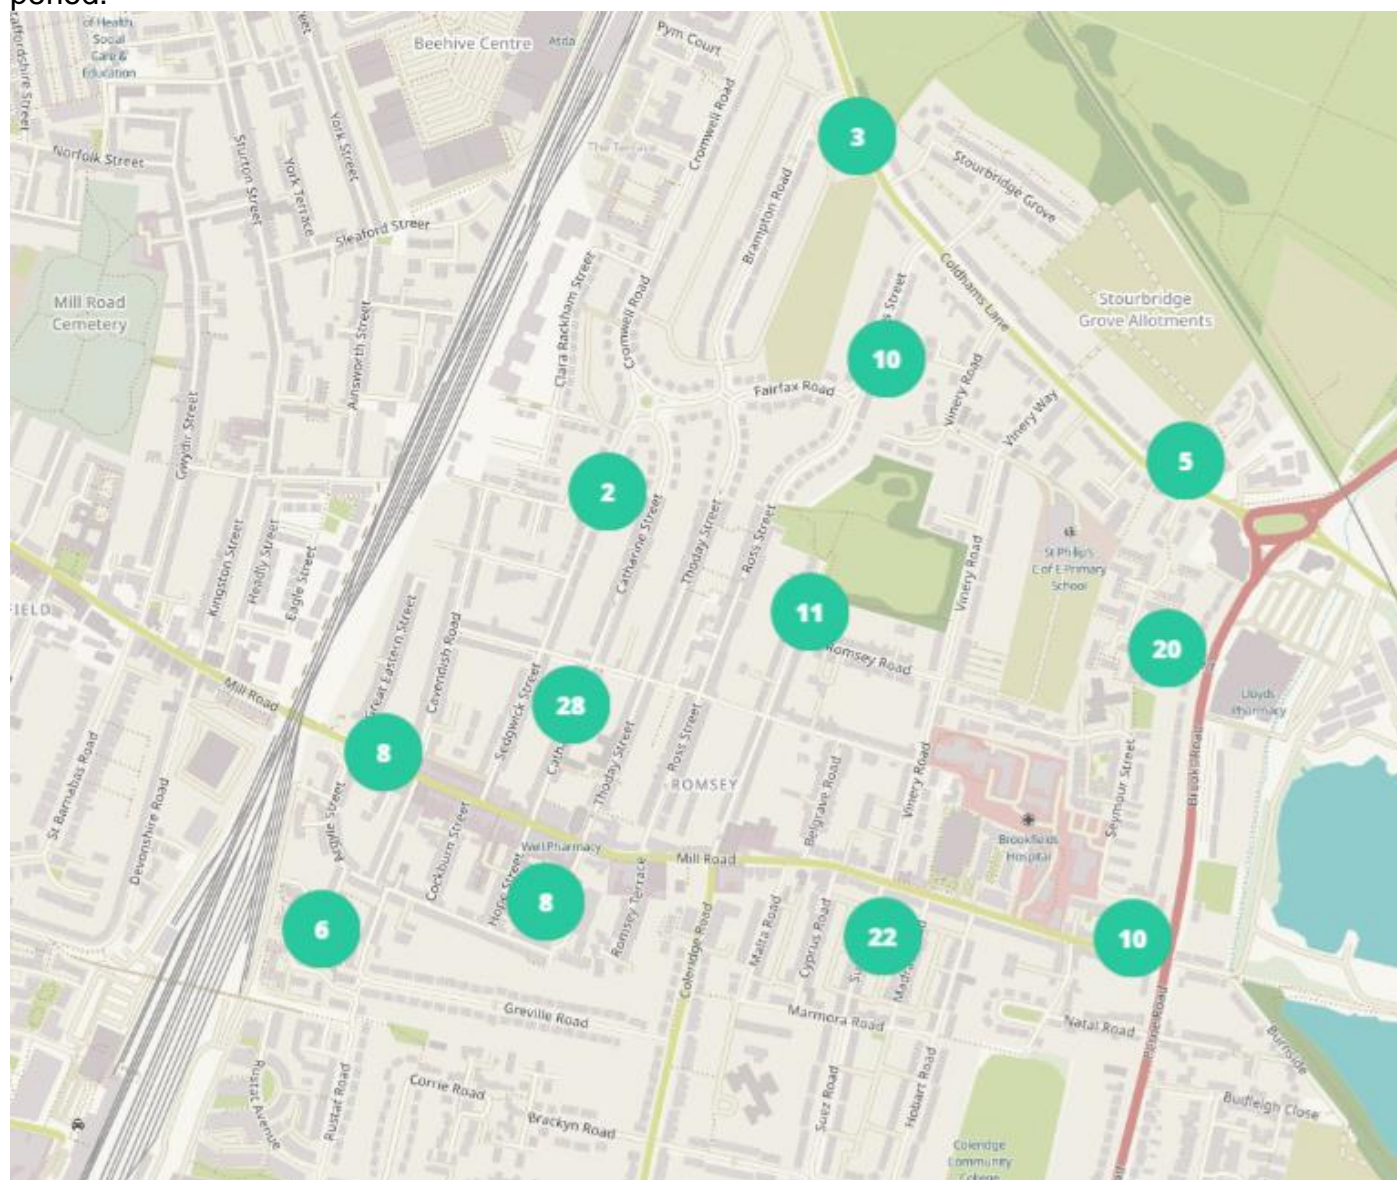 period.
of Health
Social
Care &
Education
Beehive Centre
Asda
Pym Court
Cromwell Road
3
Norfolk Street
Sturton Street
York Street
York Terrace
The Terrace
Stourbridge Grove
Brampton Road
Sleaford Street
Mill Road
Cemetery
Ainsworth Street
Clara Rackham Street
Cromwell Road
Coldhams Lane
Stourbridge
Grove Allotments
10
Fairfax Road
Vinery Road
Vinery Way
Gwydir Street
2
5
Catharine Street
Thoday Street
Ross Street
Kingston Street
Headly Street
Eagle Street
St Philip's
C of E Primary
School
Vinery Road
11
20
Romsey Road
Great Eastern Street
Cavendish Road
Sedgwick Street
28
Mill Road
8
Thoday Street
Ross Street
ROMSEY
Belgrave Road
Vinery Road
Seymour Street
Brooks Road
Lloyds
Pharmacy
St Barnabas Road
Devonshire Road
Argyle Street
Cockburn Street
Well Pharmacy
Mill Road
Brookfields
Hospital
Hope Street
8
6
Romsey Terrace
Coleridge Road
Malta Road
Cyprus Road
22
10
Greville Road
Marmora Road
Natal Road
Perne Road
Burnside
Rustat Avenue
Rustat Road
Corrie Road
Brackyn Road
Suez Road
Hobart Road
Budleigh Close
Coleridge
Community
College